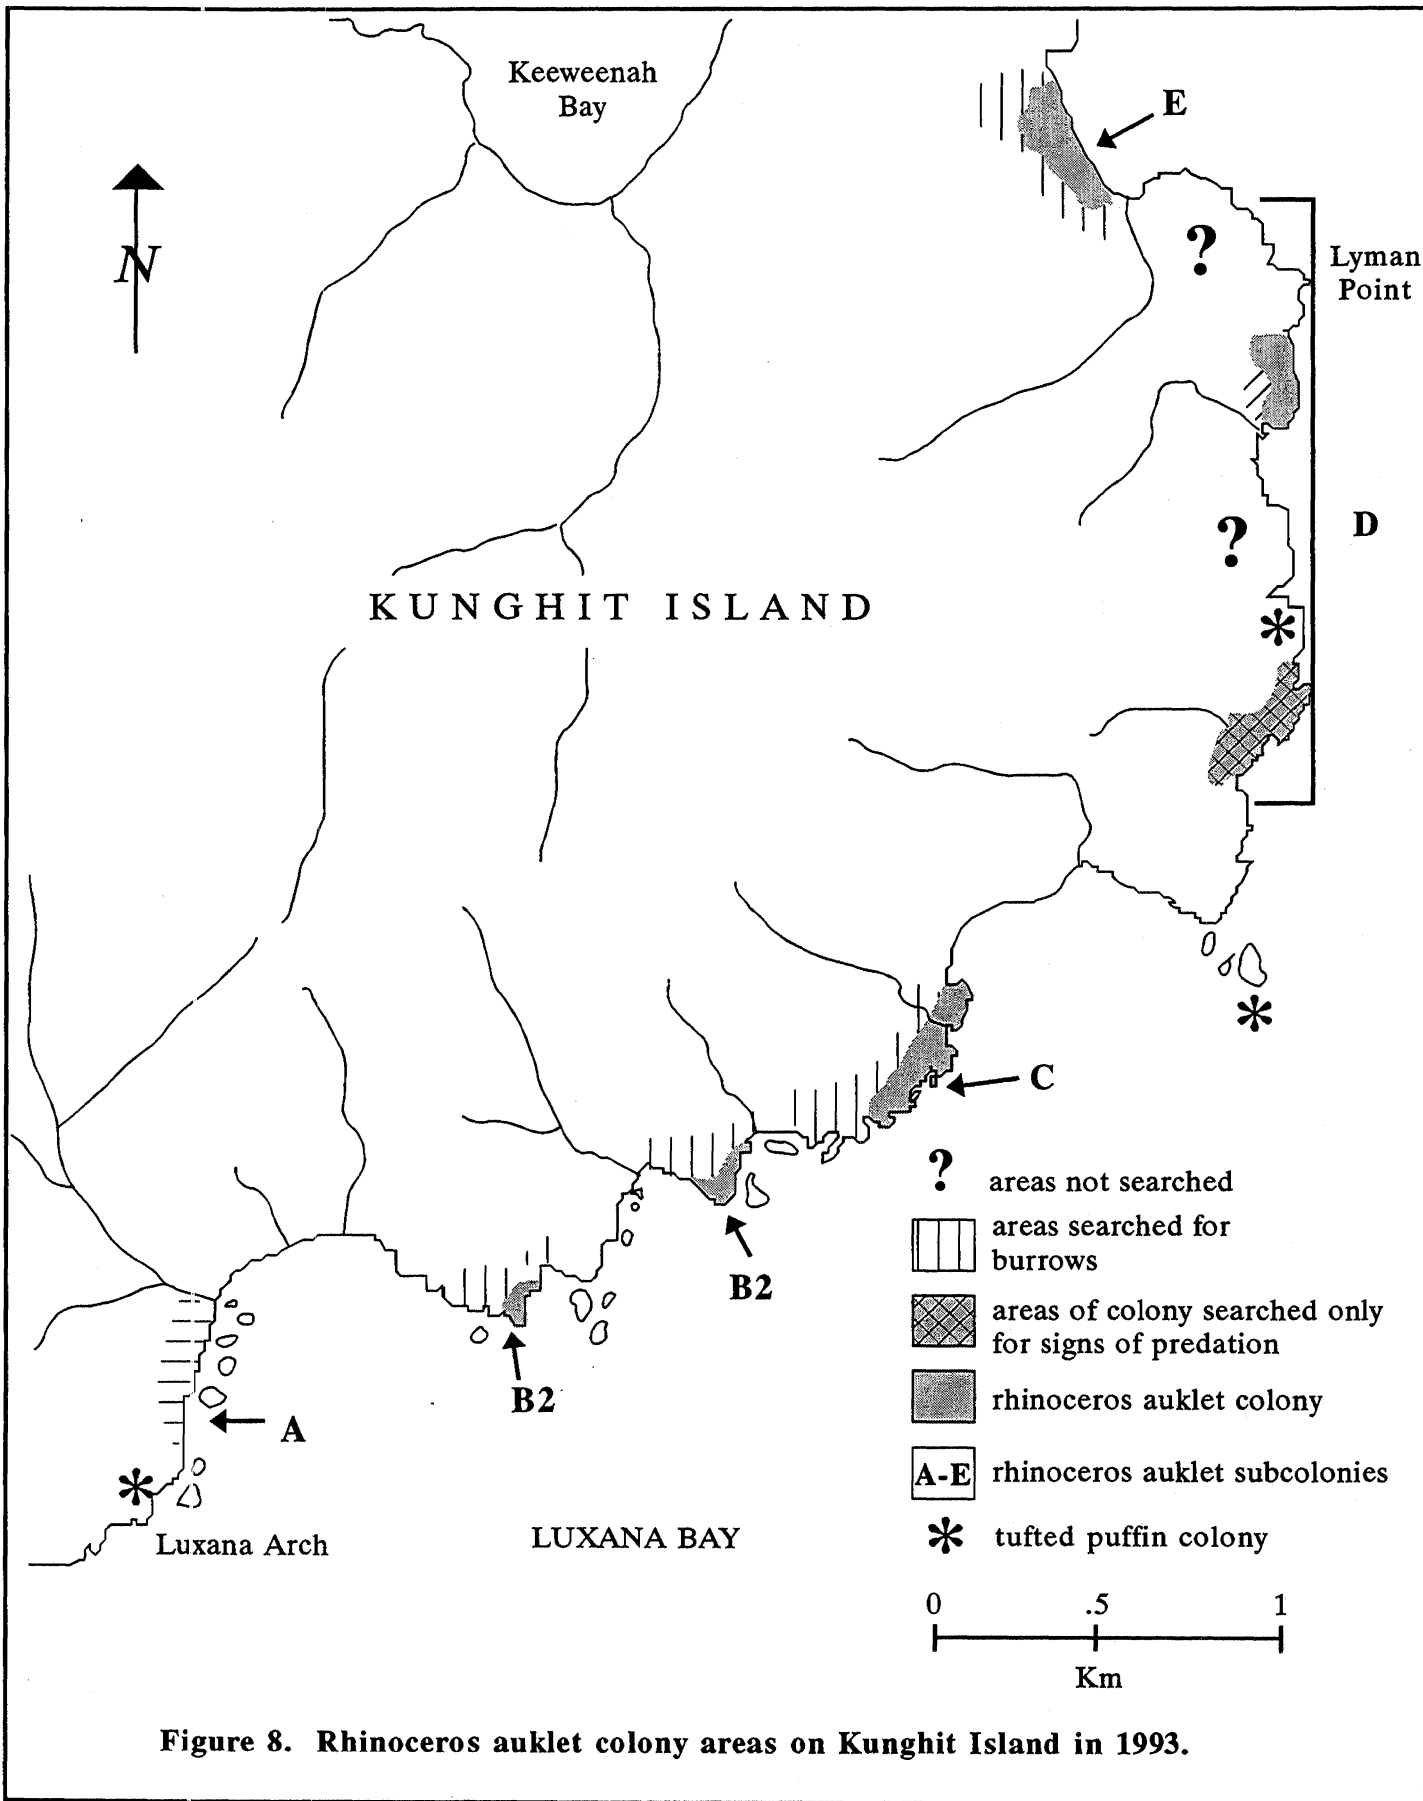 Keeweenah
Bay
E
N
?
Lyman
Point
?
D
KUNGHIT ISLAND
*
*
C
B2
B2
A
*
Luxana Arch
LUXANA BAY
? areas not searched
areas searched for
burrows
areas of colony searched only
for signs of predation
rhinoceros auklet colony
A-E rhinoceros auklet subcolonies
* tufted puffin colony
0 .5 1
Km
Figure 8. Rhinoceros auklet colony areas on Kunghit Island in 1993.